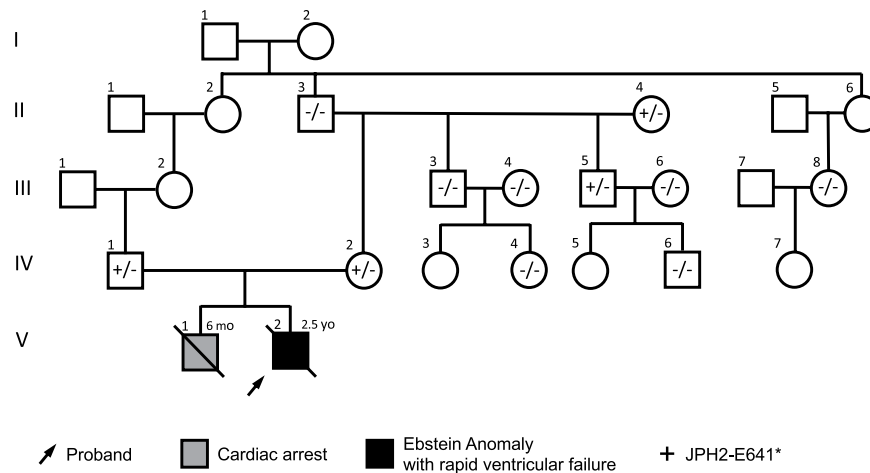 I
1 2
II
1 2 3 4 5 6
-/- +/-
III
1 2 3 4 5 6 7 8
-/- -/- +/- -/- -/-
IV
1 2 3 4 5 6 7
+/- +/- -/- -/-
V
1 6 mo 2 2.5 yo
Proband
Cardiac arrest
Ebstein Anomaly
with rapid ventricular failure
+ JPH2-E641*